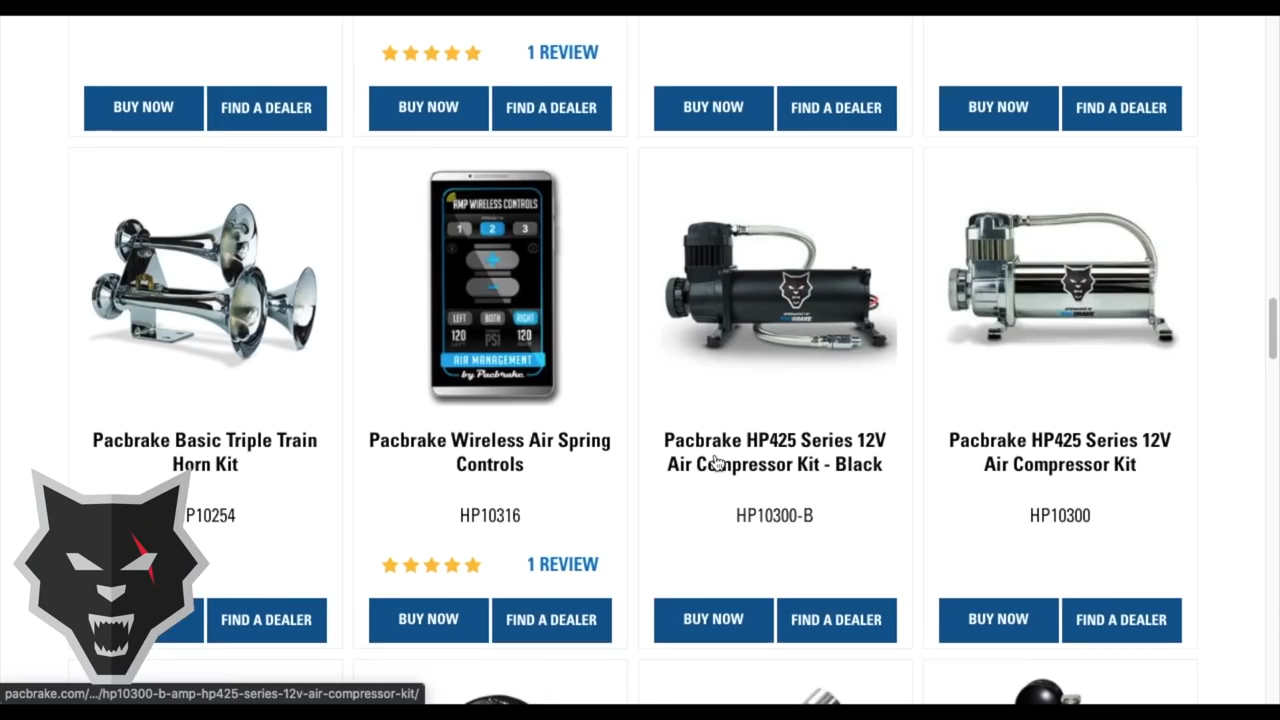 1 REVIEW
BUY NOW
FIND A DEALER
BUY NOW
FIND A DEALER
BUY NOW
FIND A DEALER
BUY NOW
FIND A DEALER
AMP WIRELESS CONTROLS
PRESETS
1 2 3
LEFT BOTH RIGHT
120 PSI 120
LEFT
AIR MANAGEMENT
by Pacbrake
Pacbrake Basic Triple Train
Horn Kit
P10254
Pacbrake Wireless Air Spring
Controls
HP10316
1 REVIEW
Pacbrake HP425 Series 12V
Air Compressor Kit - Black
HP10300-B
Pacbrake HP425 Series 12V
Air Compressor Kit
HP10300
FIND A DEALER
BUY NOW
FIND A DEALER
BUY NOW
FIND A DEALER
BUY NOW
FIND A DEALER
pacbrake.com/.../hp10300-b-amp-hp425-series-12v-air-compressor-kit/